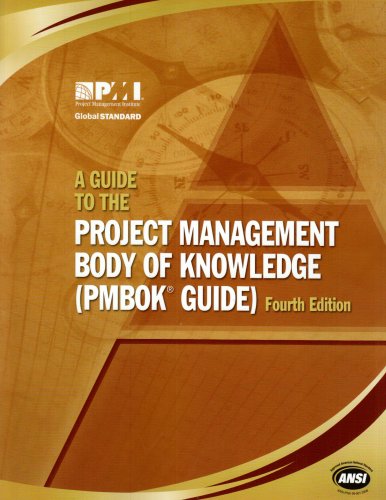 PMI
Project Management Institute
Global STANDARD
A GUIDE
TO THE
PROJECT MANAGEMENT
BODY OF KNOWLEDGE
(PMBOK® GUIDE) Fourth Edition
ANSI